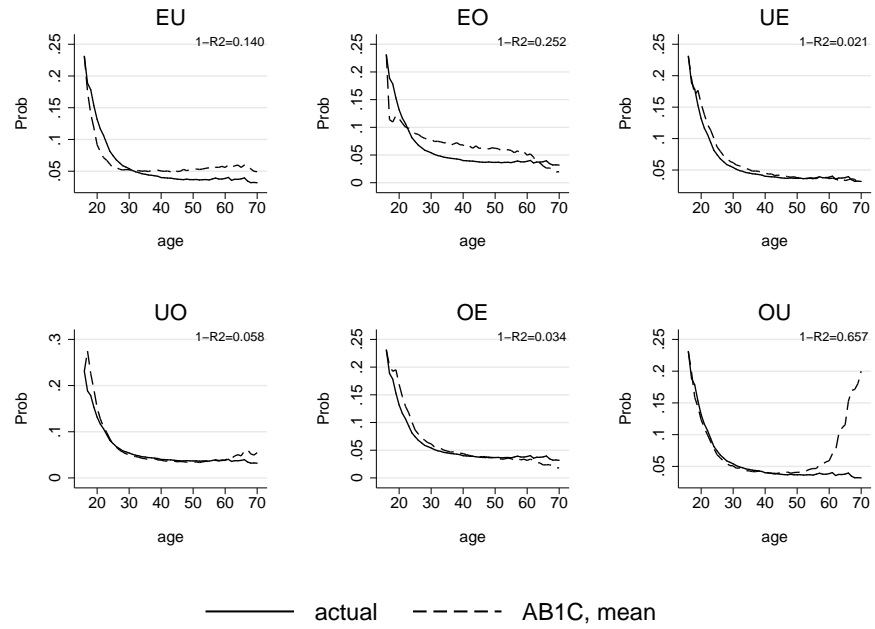 EU
1−R2=0.140
.25
.2
.15
.1
.05
Prob
20 30 40 50 60 70
age
EO
1−R2=0.252
.25
.2
.15
.1
.05
0
Prob
20 30 40 50 60 70
age
UE
1−R2=0.021
.25
.2
.15
.1
.05
Prob
20 30 40 50 60 70
age
UO
1−R2=0.058
.3
.2
.1
0
Prob
20 30 40 50 60 70
age
OE
1−R2=0.034
.25
.2
.15
.1
.05
0
Prob
20 30 40 50 60 70
age
OU
1−R2=0.657
.25
.2
.15
.1
.05
Prob
20 30 40 50 60 70
age
actual AB1C, mean